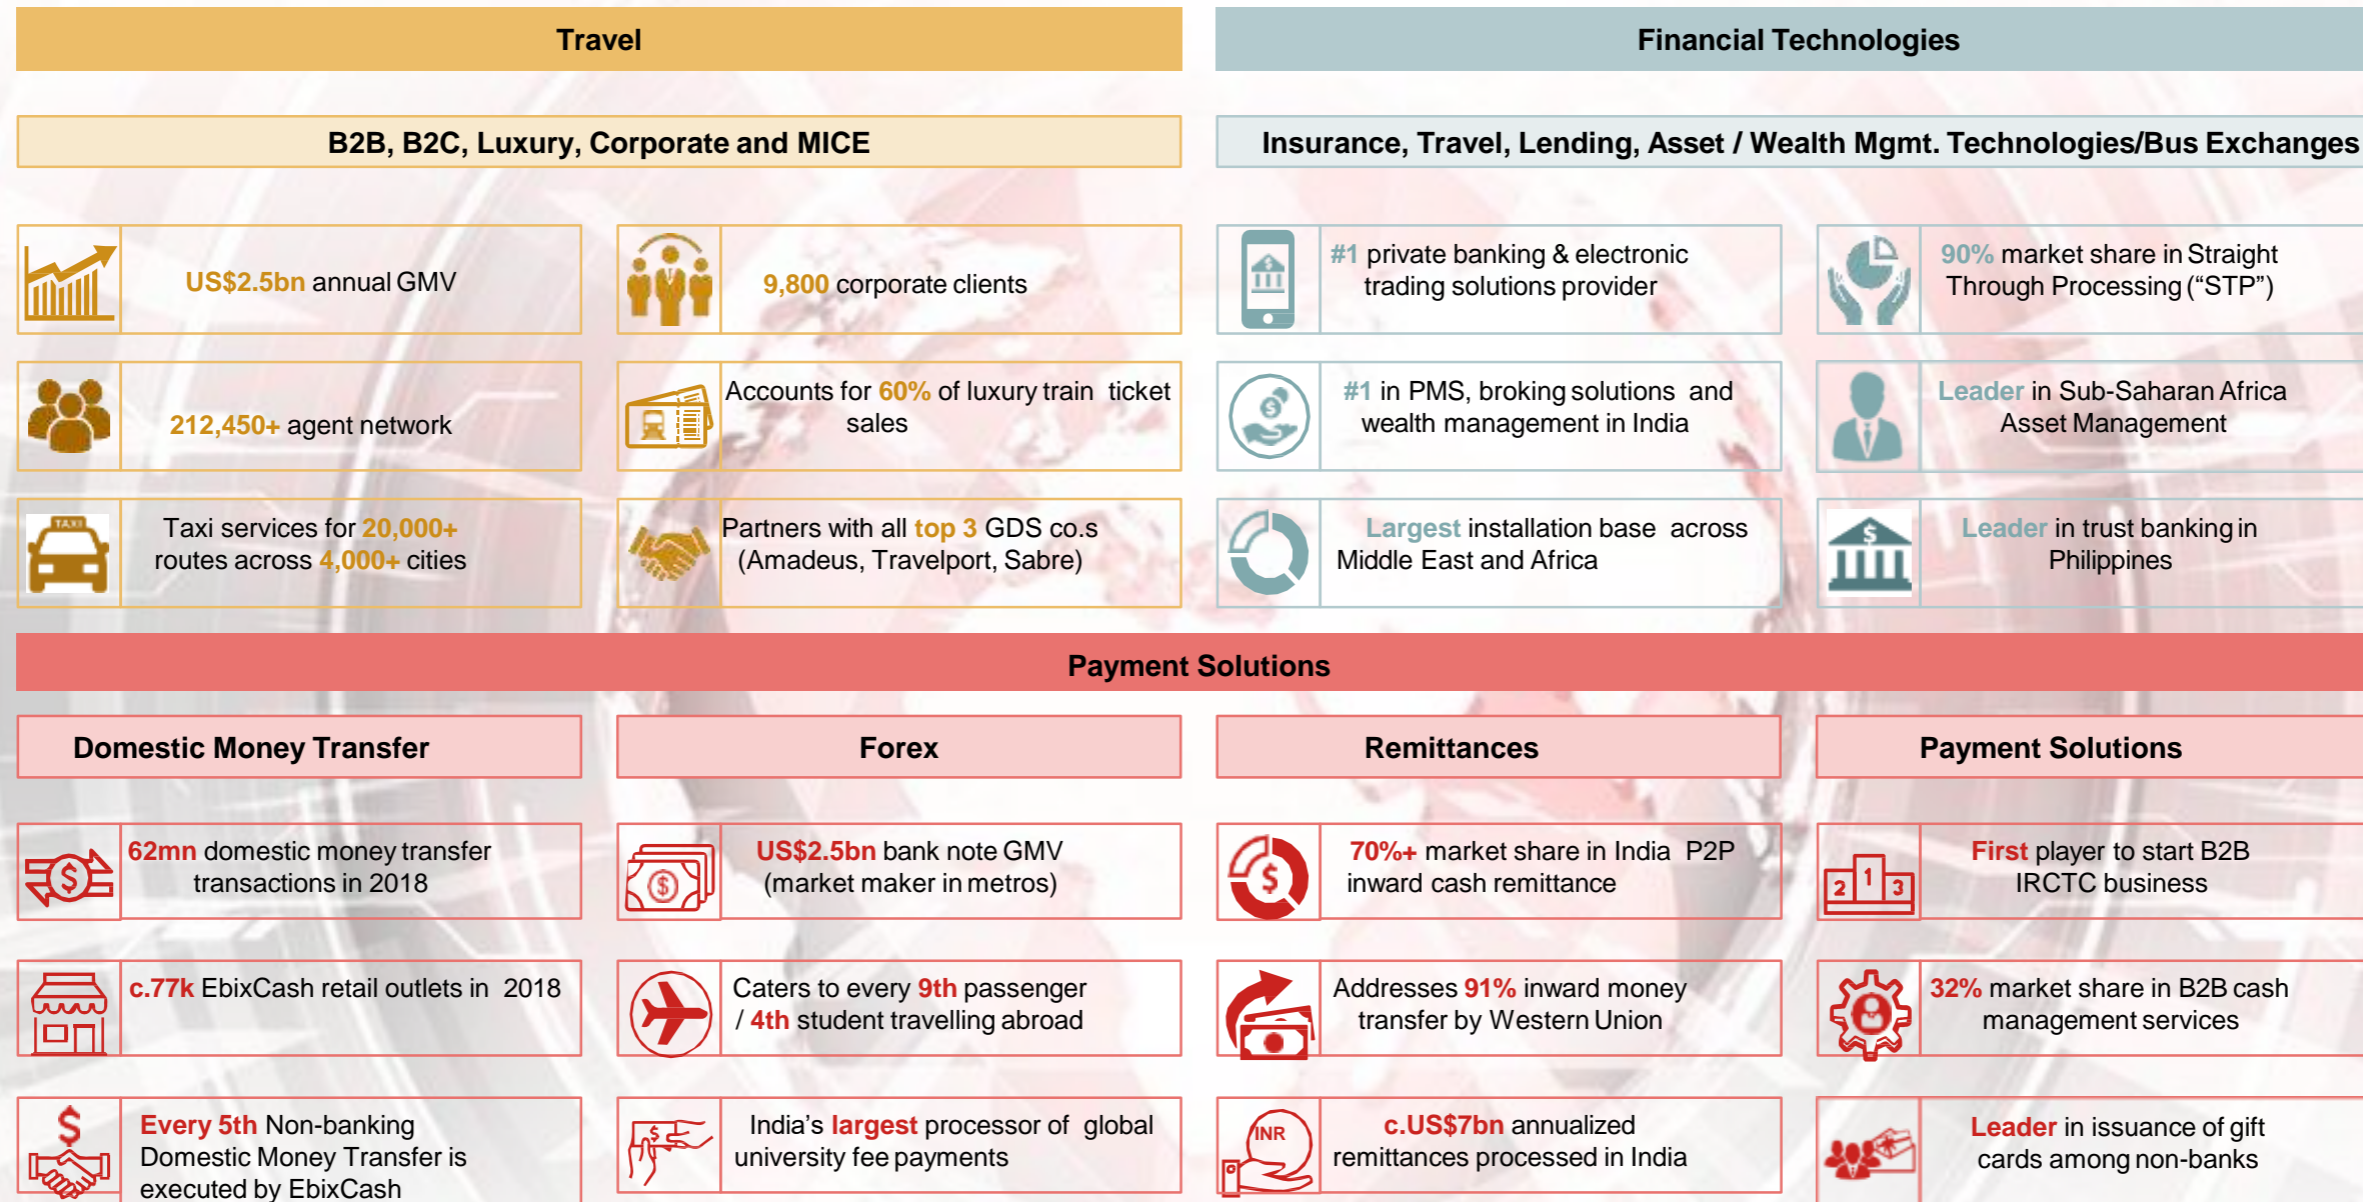 Travel
B2B, B2C, Luxury, Corporate and MICE
US$2.5bn annual GMV
9,800 corporate clients
212,450+ agent network
Accounts for 60% of luxury train ticket
sales
TAXI
Taxi services for 20,000+
routes across 4,000+ cities
Partners with all top 3 GDS co.s
(Amadeus, Travelport, Sabre)
Financial Technologies
Insurance, Travel, Lending, Asset / Wealth Mgmt. Technologies/Bus Exchanges
$
#1 private banking & electronic
trading solutions provider
90% market share in Straight
Through Processing (“STP”)
$
#1 in PMS, broking solutions and
wealth management in India
Leader in Sub-Saharan Africa
Asset Management
Largest installation base across
Middle East and Africa
$
Leader in trust banking in
Philippines
Payment Solutions
Domestic Money Transfer
$
62mn domestic money transfer
transactions in 2018
c.77k EbixCash retail outlets in 2018
$
Every 5th Non-banking
Domestic Money Transfer is
executed by EbixCash
Forex
$
US$2.5bn bank note GMV
(market maker in metros)
Caters to every 9th passenger
/ 4th student travelling abroad
$
India’s largest processor of global
university fee payments
Remittances
$
70%+ market share in India P2P
inward cash remittance
Addresses 91% inward money
transfer by Western Union
INR
c.US$7bn annualized
remittances processed in India
Payment Solutions
2 1 3
First player to start B2B
IRCTC business
32% market share in B2B cash
management services
Leader in issuance of gift
cards among non-banks